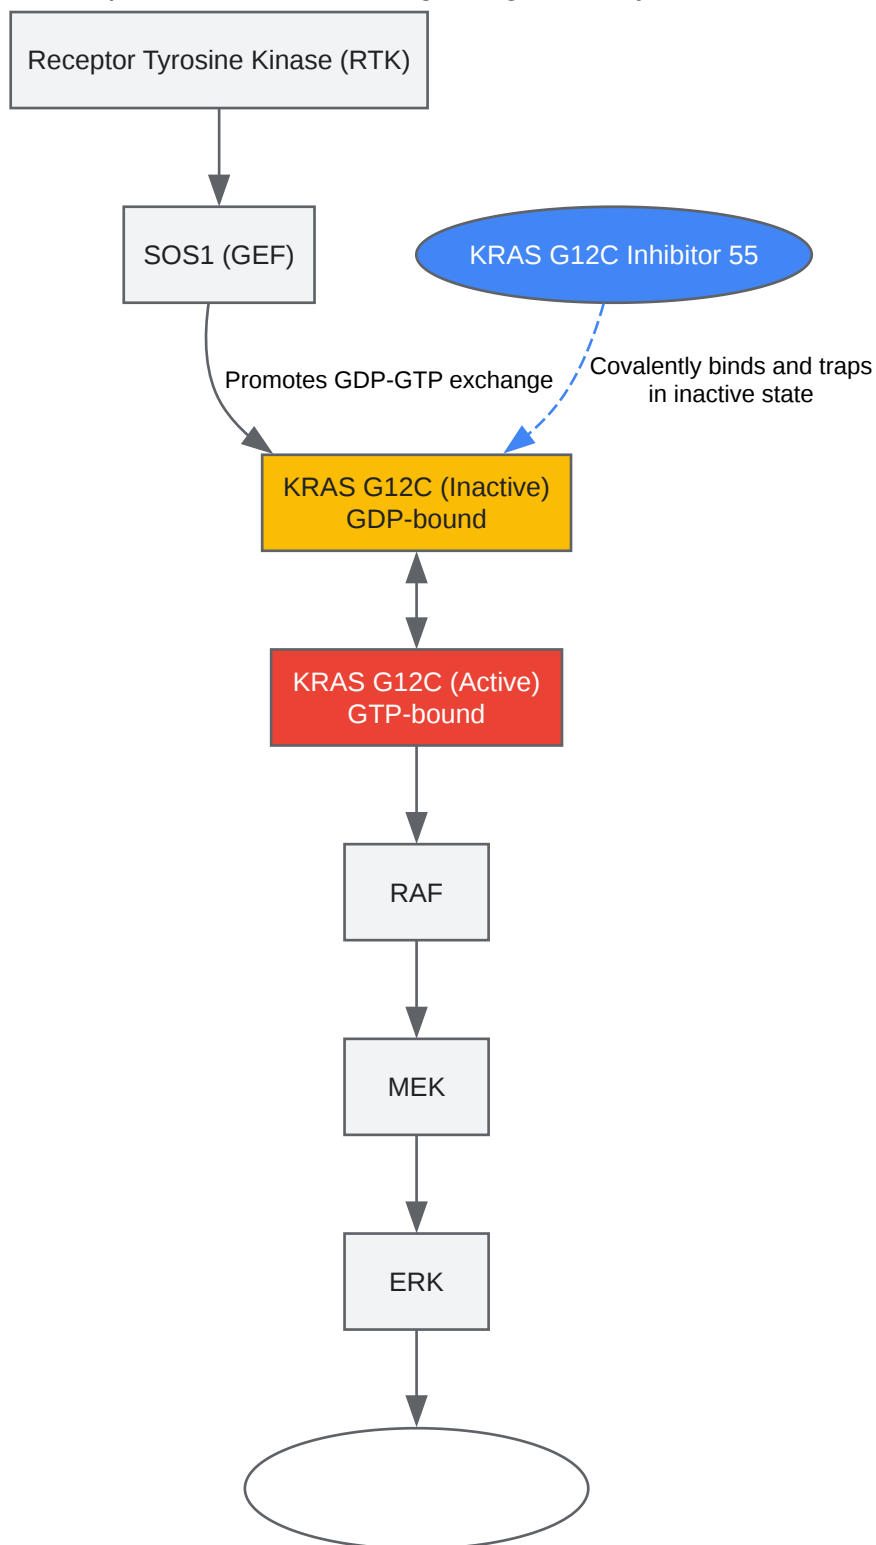 Receptor Tyrosine Kinase (RTK)
SOS1 (GEF)
KRAS G12C Inhibitor 55
Promotes GDP-GTP exchange
Covalently binds and traps
in inactive state
KRAS G12C (Inactive)
GDP-bound
KRAS G12C (Active)
GTP-bound
RAF
MEK
ERK